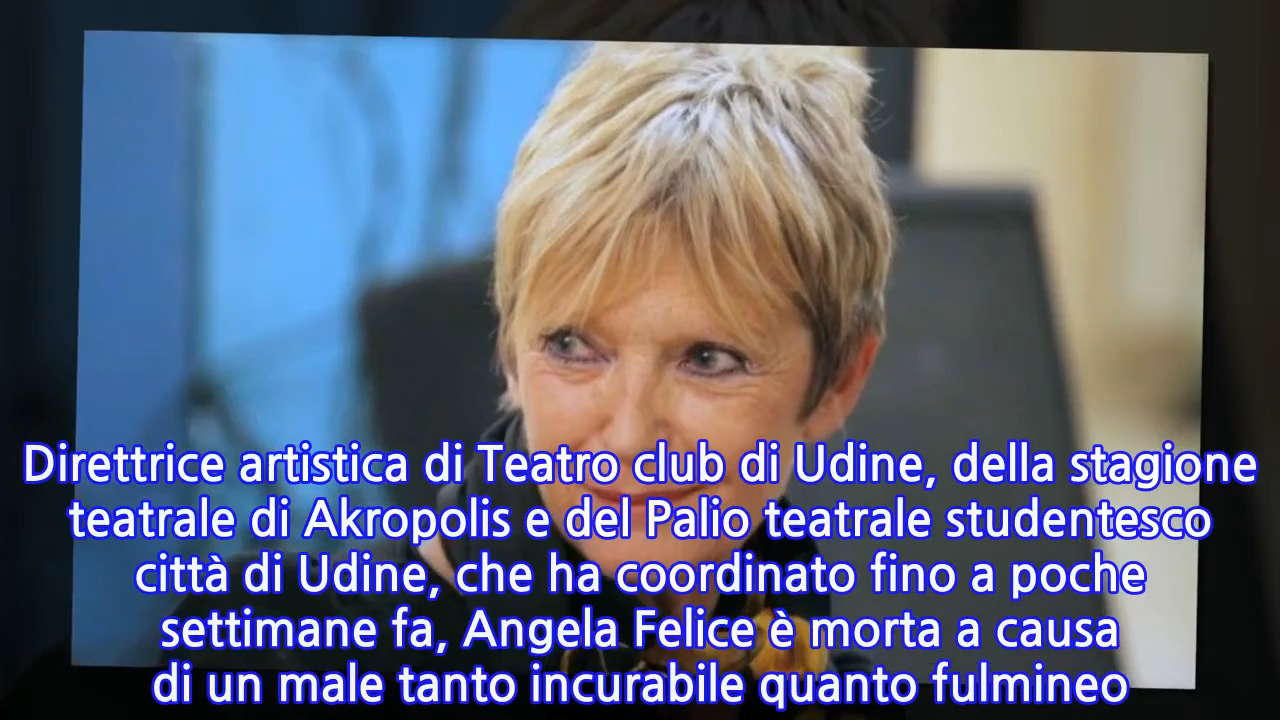 Direttrice artistica di Teatro club di Udine, della stagione
teatrale di Akropolis e del Palio teatrale studentesco
città di Udine, che ha coordinato fino a poche
settimane fa, Angela Felice è morta a causa
di un male tanto incurabile quanto fulmineo